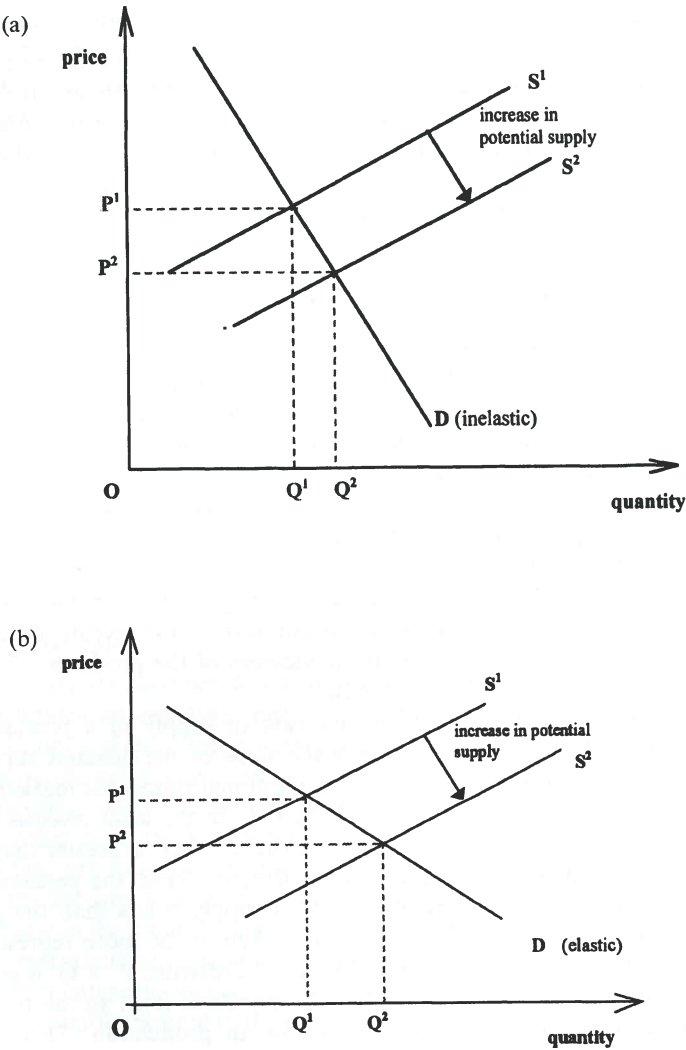 (a)
price
S¹
increase in
potential supply
S²
P¹
P²
D (inelastic)
O
Q¹ Q²
quantity
(b)
price
S¹
increase in potential
supply
S²
P¹
P²
D (elastic)
O
Q¹ Q²
quantity